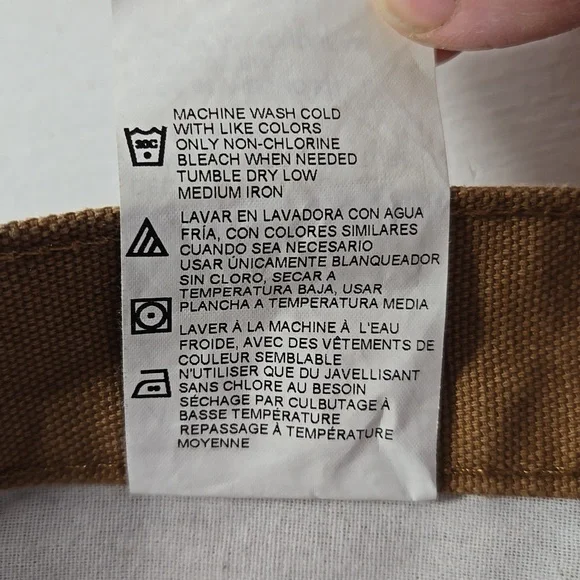 MACHINE WASH COLD
WITH LIKE COLORS
ONLY NON-CHLORINE
BLEACH WHEN NEEDED
TUMBLE DRY LOW
MEDIUM IRON
30C
LAVAR EN LAVADORA CON AGUA
FRÍA, CON COLORES SIMILARES
CUANDO SEA NECESARIO
USAR ÚNICAMENTE BLANQUEADOR
SIN CLORO, SECAR A
TEMPERATURA BAJA, USAR
PLANCHA A TEMPERATURA MEDIA
LAVER À LA MACHINE À L'EAU
FROIDE, AVEC DES VÊTEMENTS DE
COULEUR SEMBLABLE
N'UTILISER QUE DU JAVELLISANT
SANS CHLORE AU BESOIN
SÉCHAGE PAR CULBUTAGE À
BASSE TEMPÉRATURE
REPASSAGE À TEMPÉRATURE
MOYENNE